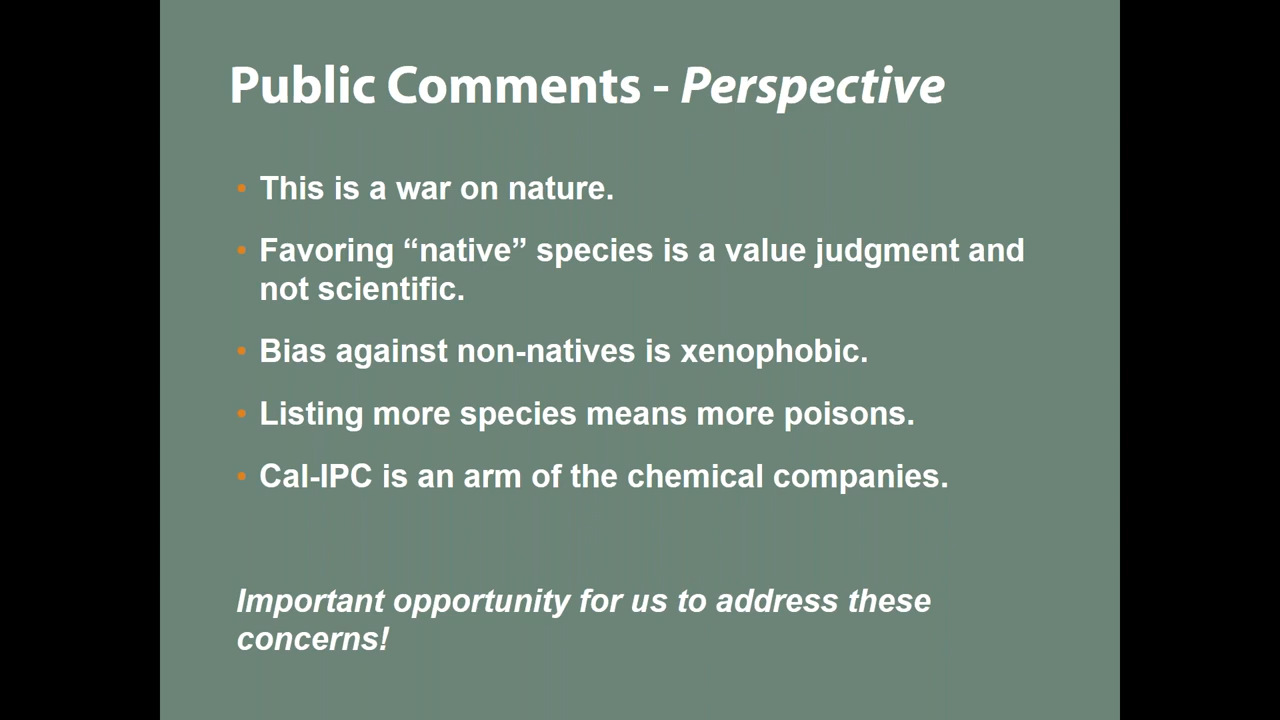 Public Comments - Perspective
• This is a war on nature.
• Favoring “native” species is a value judgment and
not scientific.
• Bias against non-natives is xenophobic.
• Listing more species means more poisons.
• Cal-IPC is an arm of the chemical companies.
Important opportunity for us to address these
concerns!